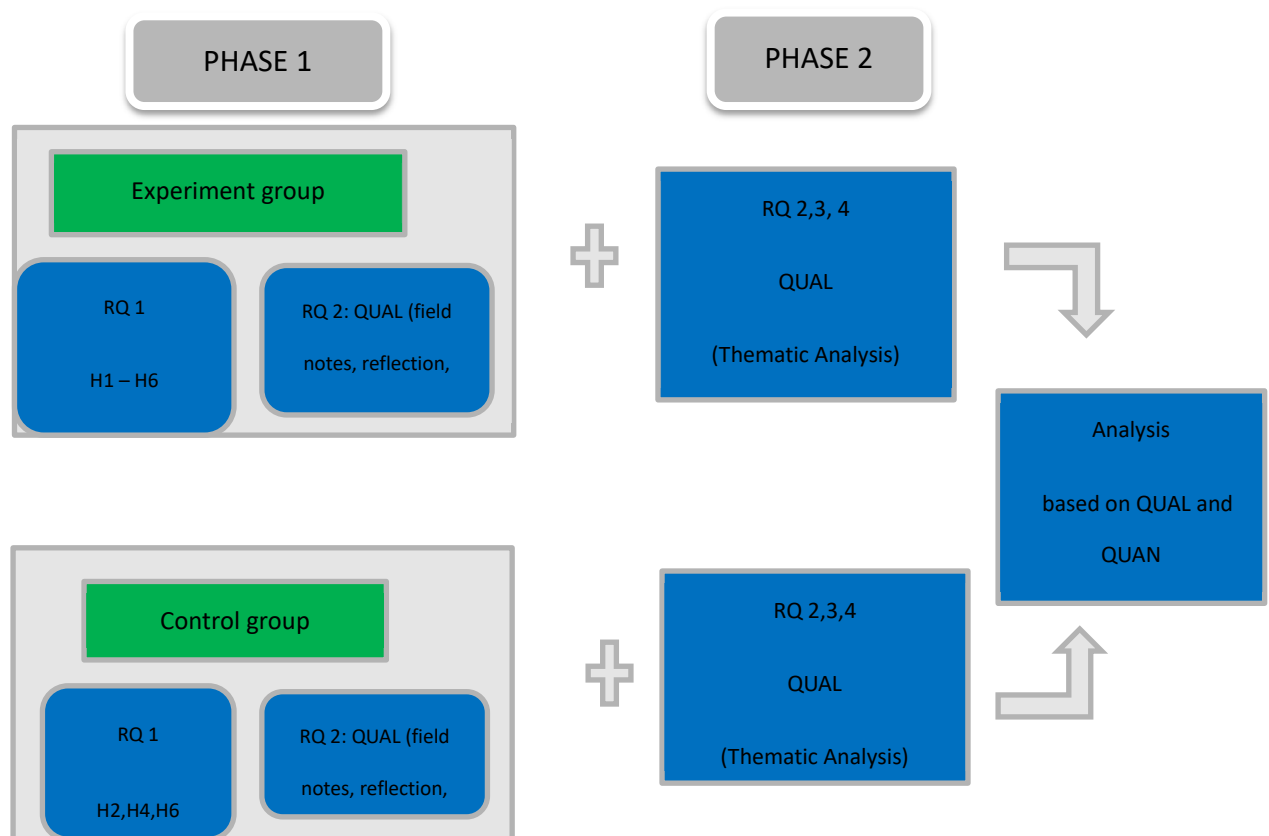 PHASE 1
PHASE 2
Experiment group
RQ 1
H1 – H6
RQ 2: QUAL (field
notes, reflection,
RQ 2,3, 4
QUAL
(Thematic Analysis)
Analysis
based on QUAL and
QUAN
Control group
RQ 1
H2,H4,H6
RQ 2: QUAL (field
notes, reflection,
RQ 2,3,4
QUAL
(Thematic Analysis)